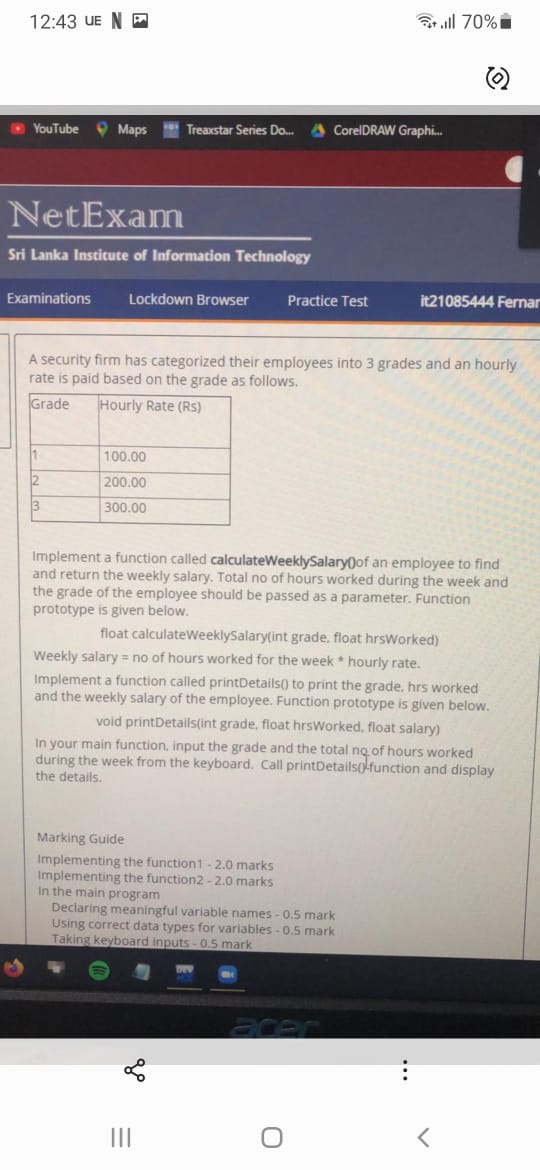 12:43 UE N 70%
YouTube Maps Treaxstar Series Do... CorelDRAW Graphi...
NetExam
Sri Lanka Institute of Information Technology
Examinations Lockdown Browser Practice Test it21085444 Fernar
A security firm has categorized their employees into 3 grades and an hourly
rate is paid based on the grade as follows.
Grade Hourly Rate (Rs)
1 100.00
2 200.00
3 300.00
Implement a function called calculateWeeklySalary()of an employee to find
and return the weekly salary. Total no of hours worked during the week and
the grade of the employee should be passed as a parameter. Function
prototype is given below.
float calculateWeeklySalary(int grade, float hrsWorked)
Weekly salary = no of hours worked for the week * hourly rate.
Implement a function called printDetails() to print the grade, hrs worked
and the weekly salary of the employee. Function prototype is given below.
void printDetails(int grade, float hrsWorked, float salary)
In your main function, input the grade and the total no of hours worked
during the week from the keyboard. Call printDetails() function and display
the details.
Marking Guide
Implementing the function1 - 2.0 marks
Implementing the function2 - 2.0 marks
In the main program
Declaring meaningful variable names - 0.5 mark
Using correct data types for variables - 0.5 mark
Taking keyboard inputs - 0.5 mark
DEV
acer